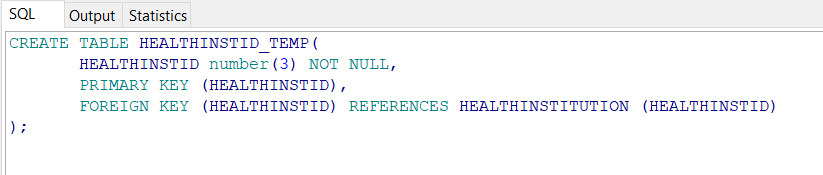 SQL Output Statistics
CREATE TABLE HEALTHINSTID_TEMP(
HEALTHINSTID number(3) NOT NULL,
PRIMARY KEY (HEALTHINSTID),
FOREIGN KEY (HEALTHINSTID) REFERENCES HEALTHINSTITUTION (HEALTHINSTID)
);